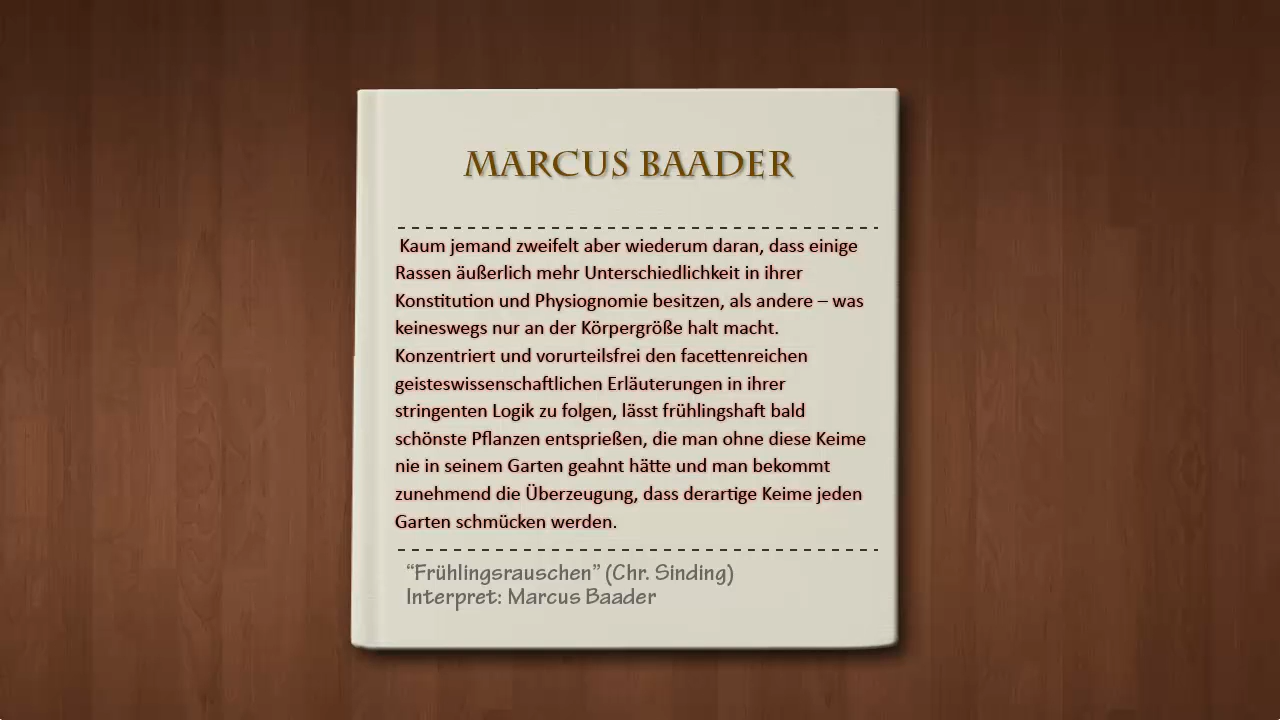 MARCUS BAADER
Kaum jemand zweifelt aber wiederum daran, dass einige
Rassen äußerlich mehr Unterschiedlichkeit in ihrer
Konstitution und Physiognomie besitzen, als andere – was
keineswegs nur an der Körpergröße halt macht.
Konzentriert und vorurteilsfrei den facettenreichen
geisteswissenschaftlichen Erläuterungen in ihrer
stringenten Logik zu folgen, lässt frühlingshaft bald
schönste Pflanzen entsprießen, die man ohne diese Keime
nie in seinem Garten geahnt hätte und man bekommt
zunehmend die Überzeugung, dass derartige Keime jeden
Garten schmücken werden.
“Frühlingsrauschen” (Chr. Sinding)
Interpret: Marcus Baader